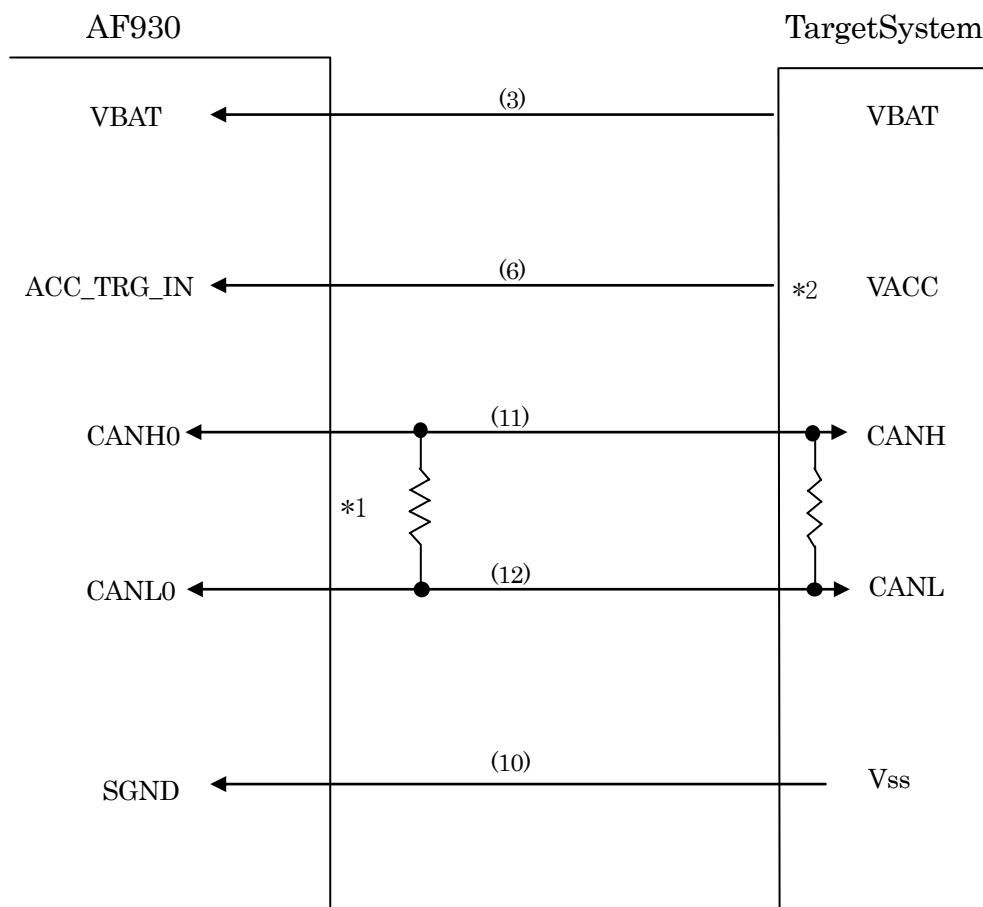 AF930
TargetSystem
VBAT
(3)
VBAT
ACC_TRG_IN
(6)
*2
VACC
CANH0
(11)
CANH
*1
CANL0
(12)
CANL
SGND
(10)
Vss